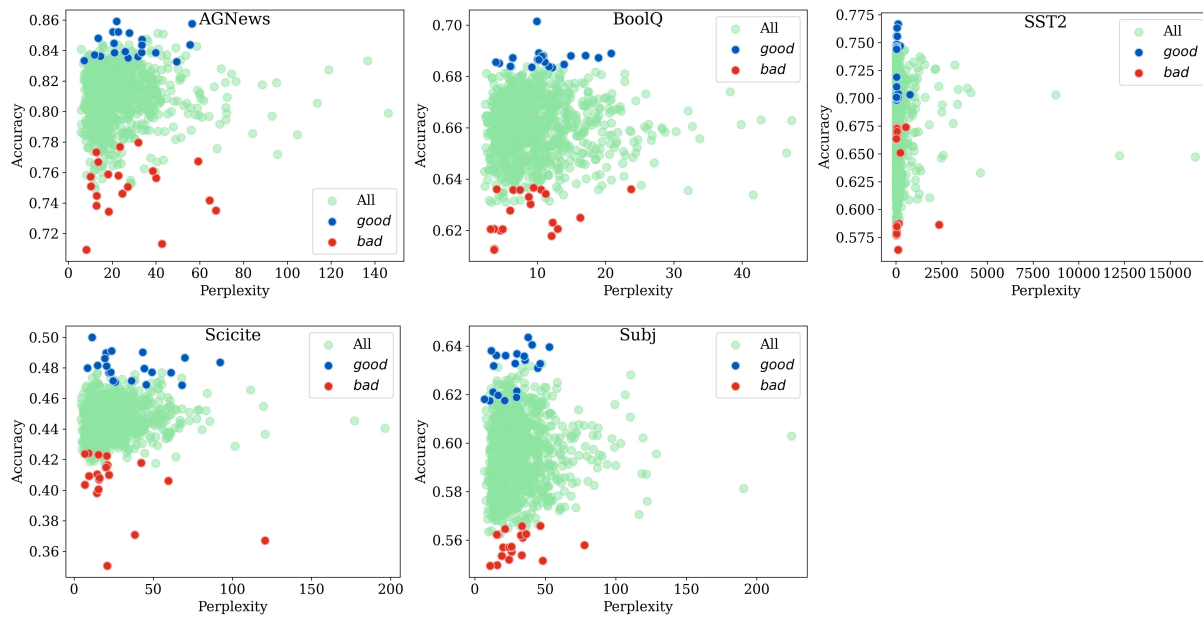 AGNews
0.86
0.84
0.82
0.80
0.78
0.76
0.74
0.72
Accuracy
0 20 40 60 80 100 120 140
Perplexity
All
good
bad
BoolQ
0.70
0.68
0.66
0.64
0.62
Accuracy
10 20 30 40
Perplexity
All
good
bad
SST2
0.775
0.750
0.725
0.700
0.675
0.650
0.625
0.600
0.575
Accuracy
0 2500 5000 7500 10000 12500 15000
Perplexity
All
good
bad
Scicite
0.50
0.48
0.46
0.44
0.42
0.40
0.38
0.36
Accuracy
0 50 100 150 200
Perplexity
All
good
bad
Subj
0.64
0.62
0.60
0.58
0.56
Accuracy
0 50 100 150 200
Perplexity
All
good
bad